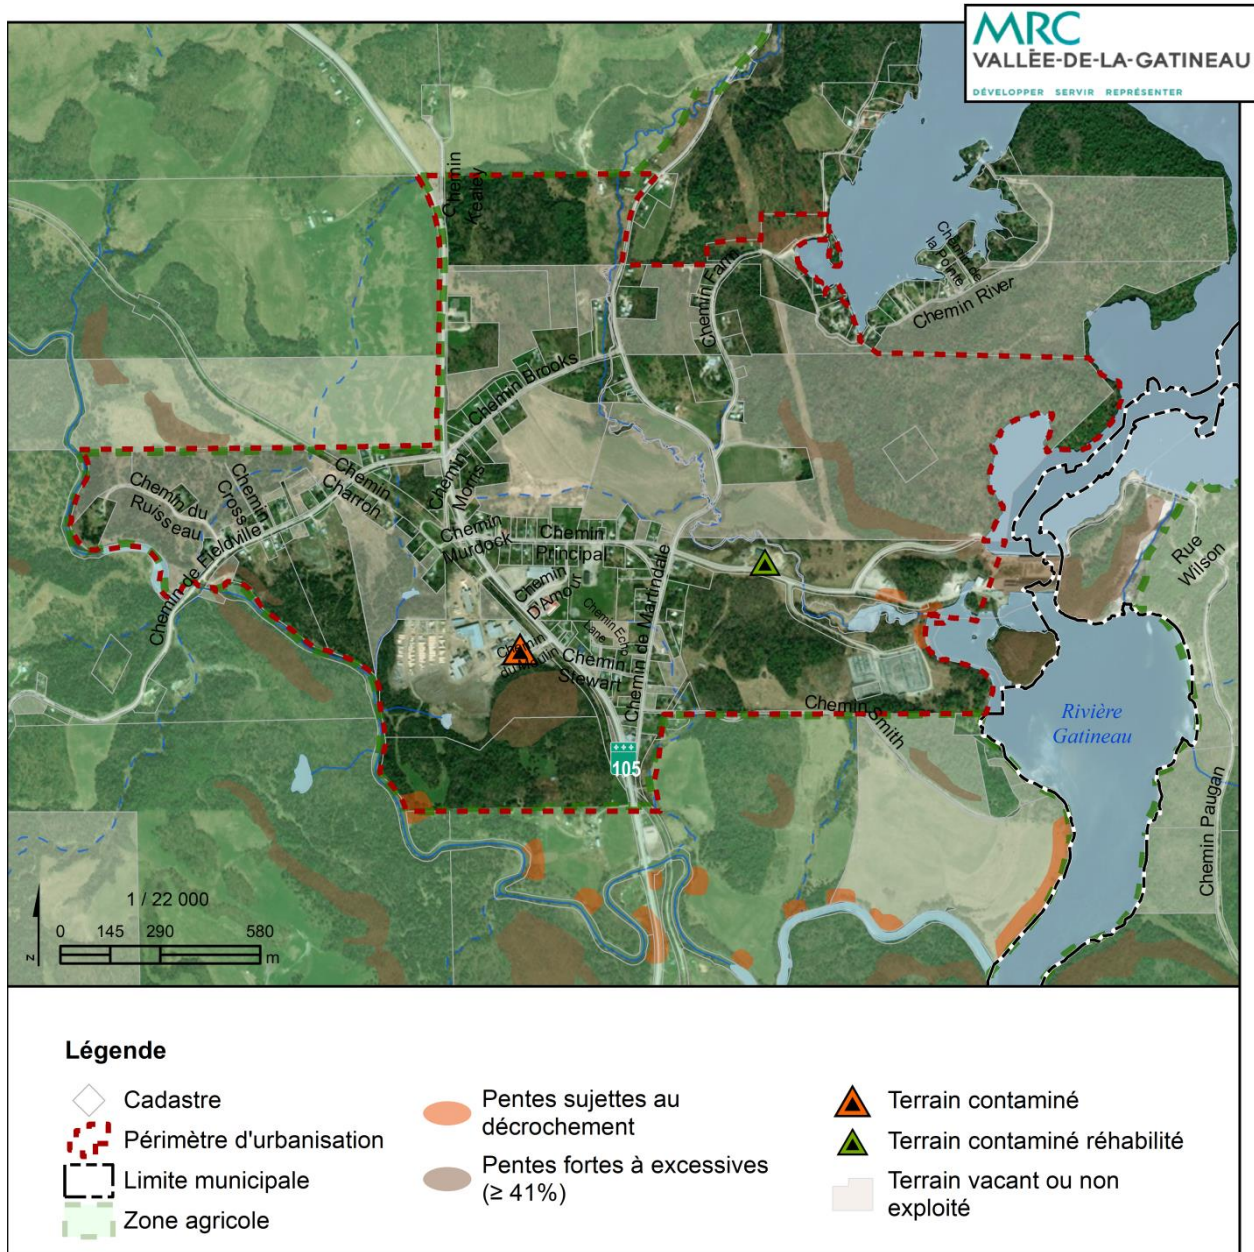 MRC
VALLÉE-DE-LA-GATINEAU
DÉVELOPPER SERVIR REPRÉSENTER
Chemin
Kealey
Chemin Farm
Chemin de
la Pointe
Chemin River
Chemin Brooks
Chemin
Morris
Chemin
Charron
Chemin
Cross
Chemin du
Ruisseau
Chemin de Fieldville
Chemin
Murdock
Chemin
Principal
Chemin
D'Amour
Chemin Echo
Lane
Chemin de Martindale
Chemin
du Moulin
Chemin
Stewart
Chemin Smith
Rue
Wilson
Rivière
Gatineau
Chemin Paugan
105
1 / 22 000
0 145 290 580
m
N
Légende
Cadastre
Périmètre d'urbanisation
Limite municipale
Zone agricole
Pentes sujettes au
décrochement
Pentes fortes à excessives
(≥ 41%)
Terrain contaminé
Terrain contaminé réhabilité
Terrain vacant ou non
exploité